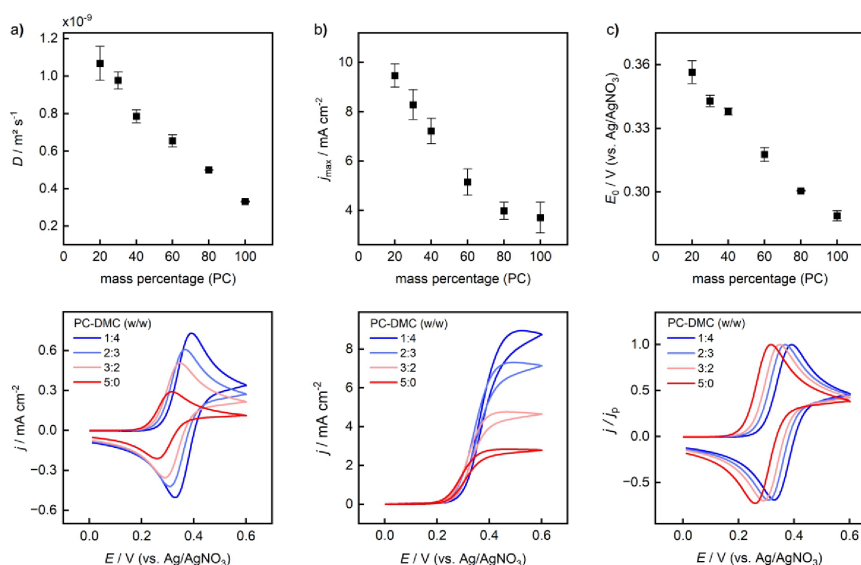 a)
×10⁻⁹
1.2
1.0
0.8
0.6
0.4
0.2
D / m² s⁻¹
0 20 40 60 80 100
mass percentage (PC)
b)
10
8
6
4
j_max / mA cm⁻²
0 20 40 60 80 100
mass percentage (PC)
c)
0.36
0.33
0.30
E₀ / V (vs. Ag/AgNO₃)
0 20 40 60 80 100
mass percentage (PC)
PC-DMC (w/w)
1:4
2:3
3:2
5:0
0.6
0.3
0.0
−0.3
−0.6
j / mA cm⁻²
0.0 0.2 0.4 0.6
E / V (vs. Ag/AgNO₃)
PC-DMC (w/w)
1:4
2:3
3:2
5:0
8
6
4
2
0
j / mA cm⁻²
0.0 0.2 0.4 0.6
E / V (vs. Ag/AgNO₃)
PC-DMC (w/w)
1:4
2:3
3:2
5:0
1.0
0.5
0.0
−0.5
j / j_p
0.0 0.2 0.4 0.6
E / V (vs. Ag/AgNO₃)